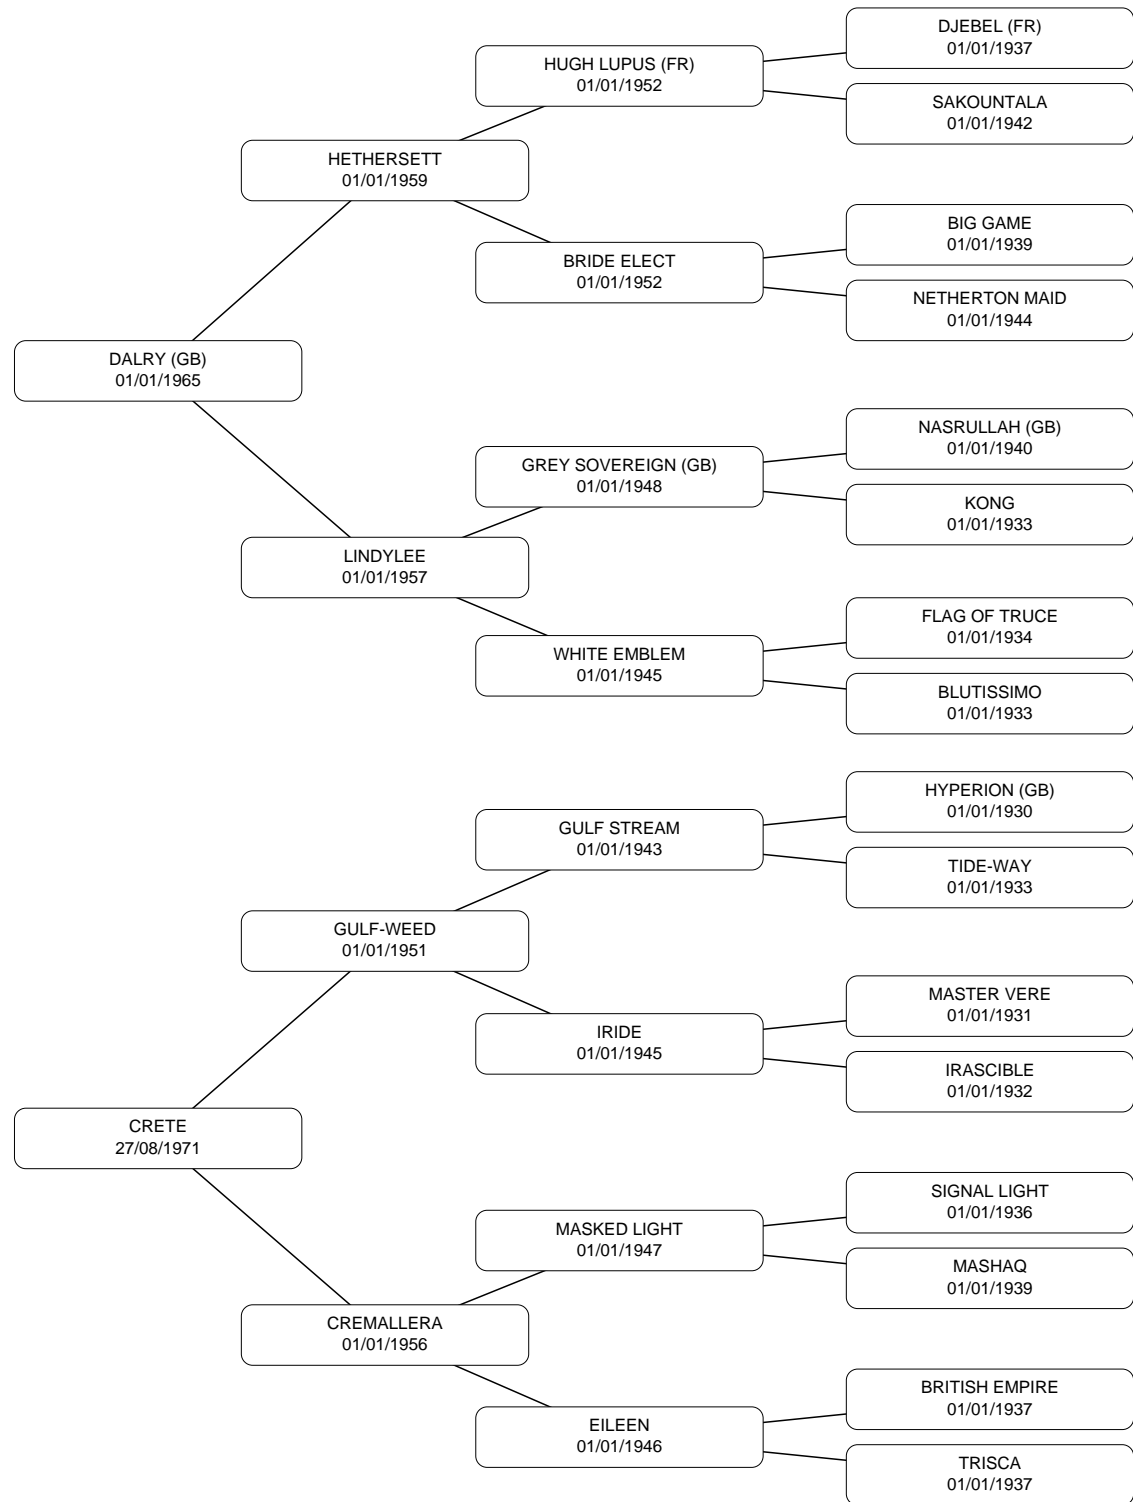 DJEBEL (FR)
01/01/1937
HUGH LUPUS (FR)
01/01/1952
SAKOUNTALA
01/01/1942
HETHERSETT
01/01/1959
BIG GAME
01/01/1939
BRIDE ELECT
01/01/1952
NETHERTON MAID
01/01/1944
DALRY (GB)
01/01/1965
NASRULLAH (GB)
01/01/1940
GREY SOVEREIGN (GB)
01/01/1948
KONG
01/01/1933
LINDYLEE
01/01/1957
FLAG OF TRUCE
01/01/1934
WHITE EMBLEM
01/01/1945
BLUTISSIMO
01/01/1933
HYPERION (GB)
01/01/1930
GULF STREAM
01/01/1943
TIDE-WAY
01/01/1933
GULF-WEED
01/01/1951
MASTER VERE
01/01/1931
IRIDE
01/01/1945
IRASCIBLE
01/01/1932
CRETE
27/08/1971
SIGNAL LIGHT
01/01/1936
MASKED LIGHT
01/01/1947
MASHAQ
01/01/1939
CREMALLERA
01/01/1956
BRITISH EMPIRE
01/01/1937
EILEEN
01/01/1946
TRISCA
01/01/1937